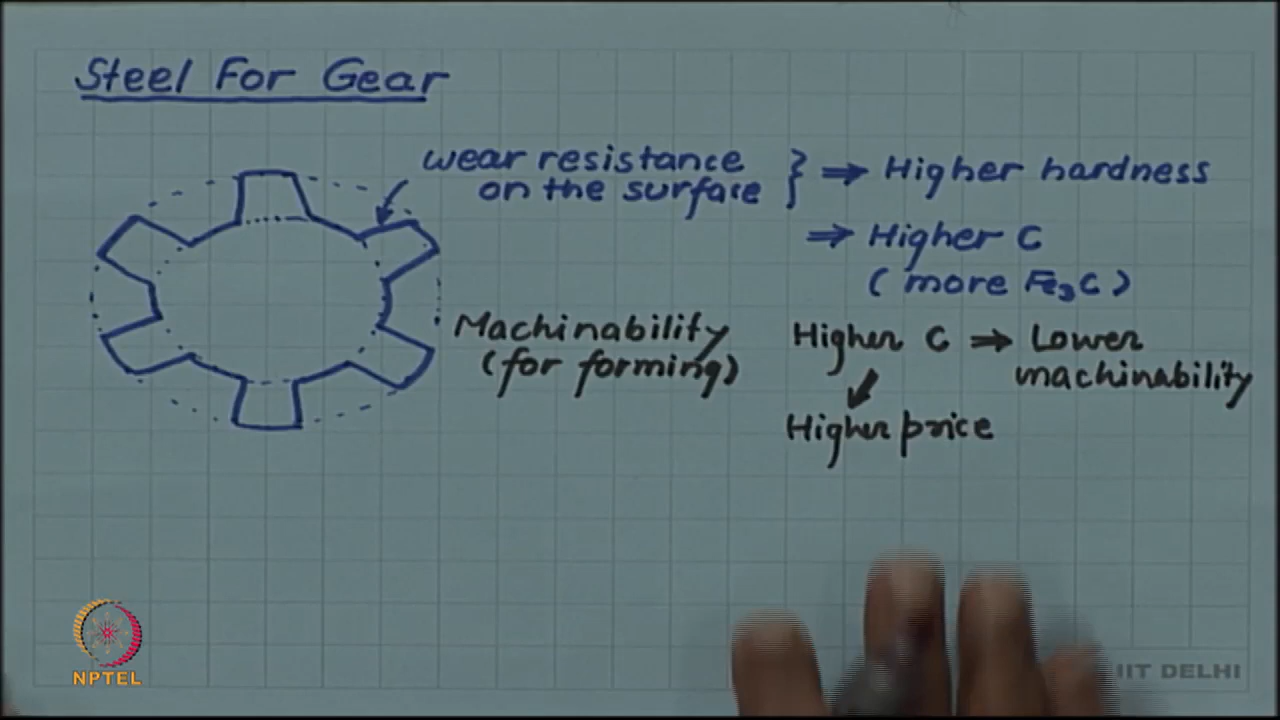 Steel For Gear
wear resistance
on the surface } ⇒ Higher hardness
⇒ Higher C
(more Fe₃C)
Machinability
(for forming)
Higher C ⇒ Lower
machinability
Higher price
NPTEL
IIT DELHI